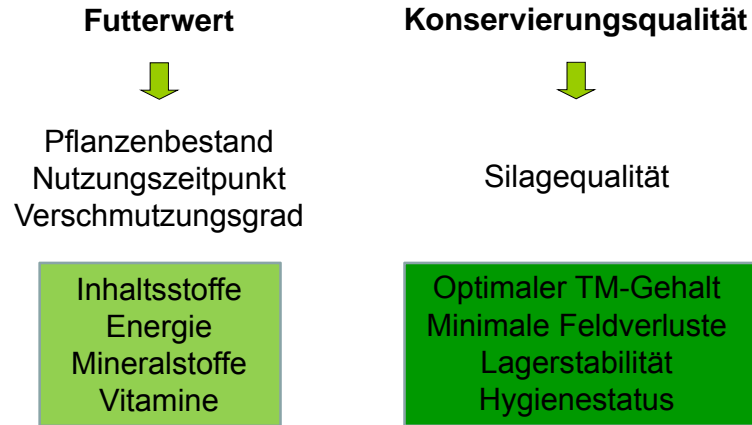 Futterwert
Pflanzenbestand
Nutzungszeitpunkt
Verschmutzungsgrad
Inhaltsstoffe
Energie
Mineralstoffe
Vitamine
Konservierungsqualität
Silagequalität
Optimaler TM-Gehalt
Minimale Feldverluste
Lagerstabilität
Hygienestatus